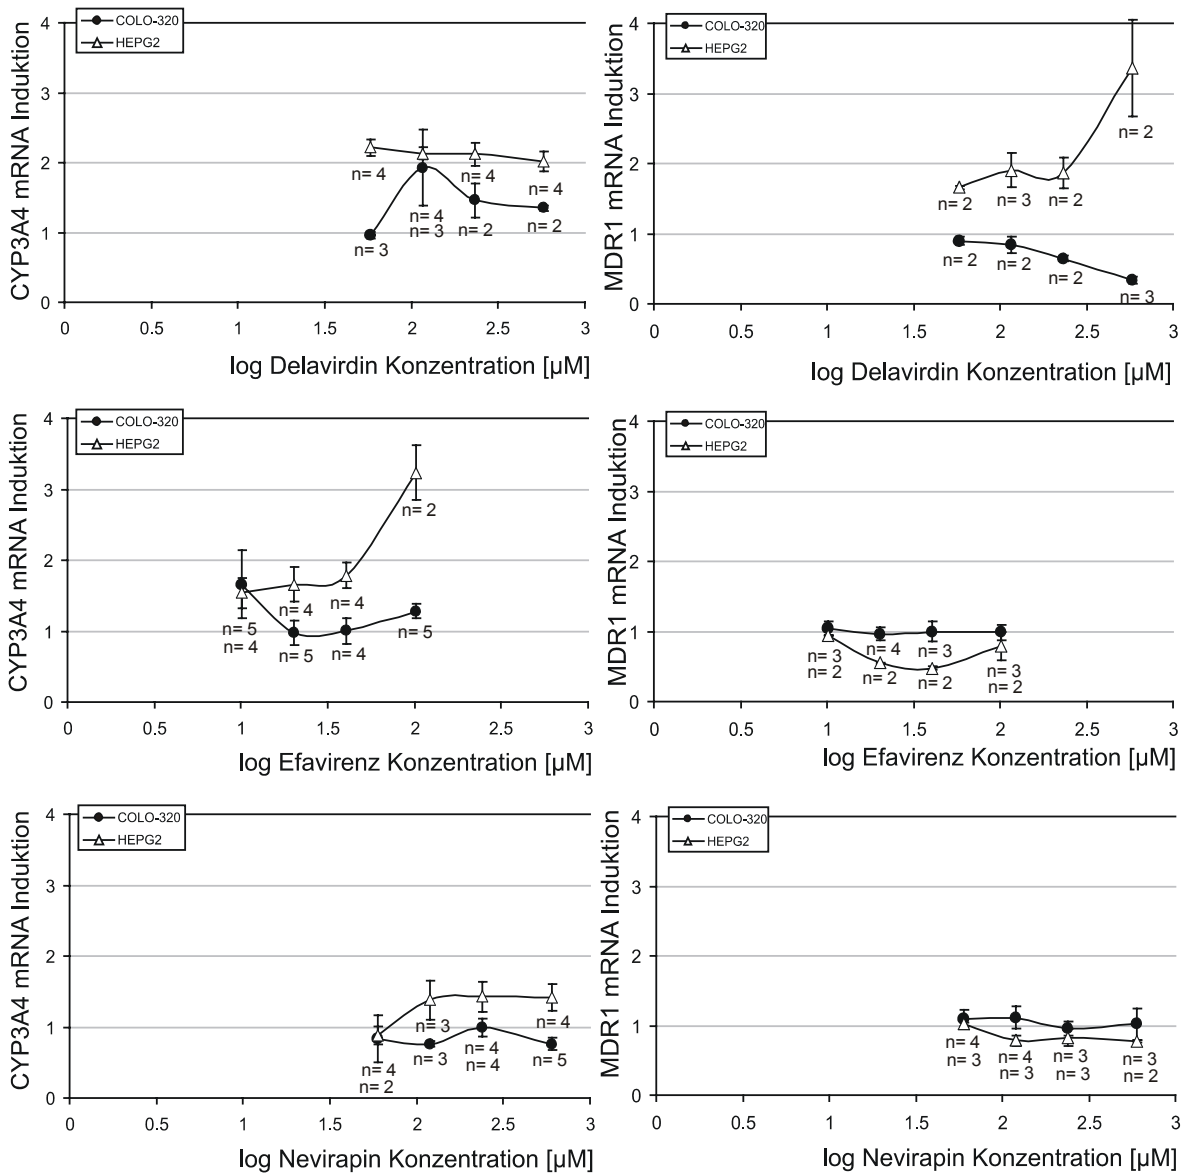 COLO-320
HEPG2
CYP3A4 mRNA Induktion
4
3
2
1
0
n= 4
n= 4
n= 4
n= 4
n= 3
n= 3
n= 2
n= 2
0 0.5 1 1.5 2 2.5 3
log Delavirdin Konzentration [µM]
COLO-320
HEPG2
MDR1 mRNA Induktion
4
3
2
1
0
n= 2
n= 2
n= 3
n= 2
n= 2
n= 2
n= 2
n= 3
0 0.5 1 1.5 2 2.5 3
log Delavirdin Konzentration [µM]
COLO-320
HEPG2
CYP3A4 mRNA Induktion
4
3
2
1
0
n= 2
n= 4
n= 4
n= 5
n= 4
n= 5
n= 4
n= 5
0 0.5 1 1.5 2 2.5 3
log Efavirenz Konzentration [µM]
COLO-320
HEPG2
MDR1 mRNA Induktion
4
3
2
1
0
n= 3
n= 2
n= 4
n= 2
n= 3
n= 2
n= 3
n= 2
0 0.5 1 1.5 2 2.5 3
log Efavirenz Konzentration [µM]
COLO-320
HEPG2
CYP3A4 mRNA Induktion
4
3
2
1
0
n= 4
n= 2
n= 3
n= 3
n= 4
n= 4
n= 4
n= 5
0 0.5 1 1.5 2 2.5 3
log Nevirapin Konzentration [µM]
COLO-320
HEPG2
MDR1 mRNA Induktion
4
3
2
1
0
n= 4
n= 3
n= 4
n= 3
n= 3
n= 3
n= 3
n= 2
0 0.5 1 1.5 2 2.5 3
log Nevirapin Konzentration [µM]